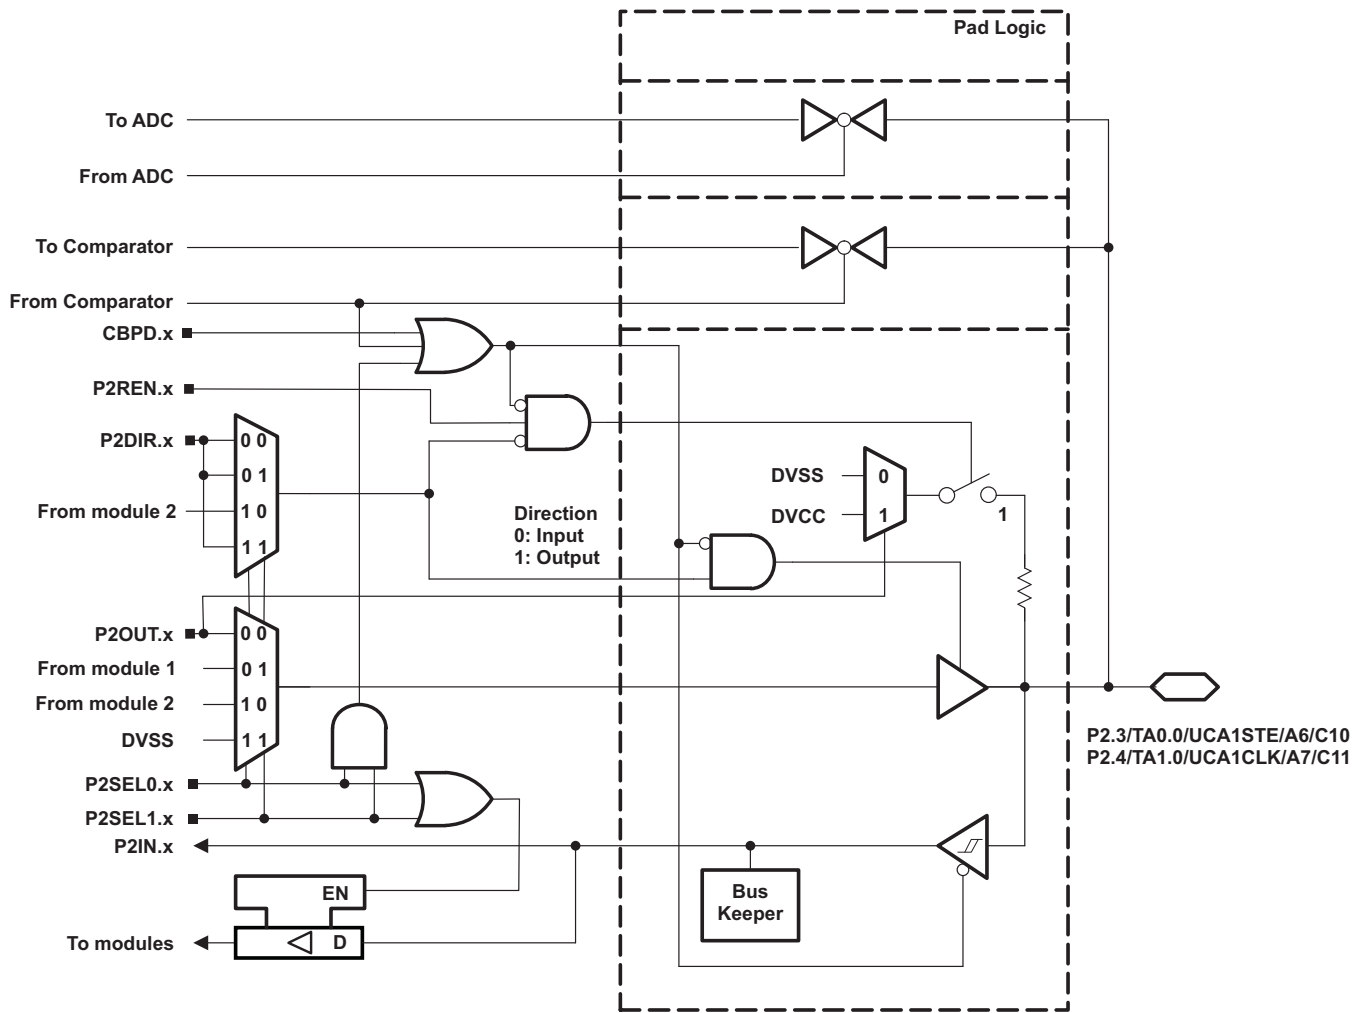 Pad Logic
To ADC
From ADC
To Comparator
From Comparator
CBPD.x
P2REN.x
P2DIR.x
0 0
0 1
From module 2
1 0
1 1
Direction
0: Input
1: Output
DVSS
0
DVCC
1
1
P2OUT.x
0 0
From module 1
0 1
From module 2
1 0
DVSS
1 1
P2SEL0.x
P2SEL1.x
P2IN.x
EN
D
To modules
Bus
Keeper
P2.3/TA0.0/UCA1STE/A6/C10
P2.4/TA1.0/UCA1CLK/A7/C11